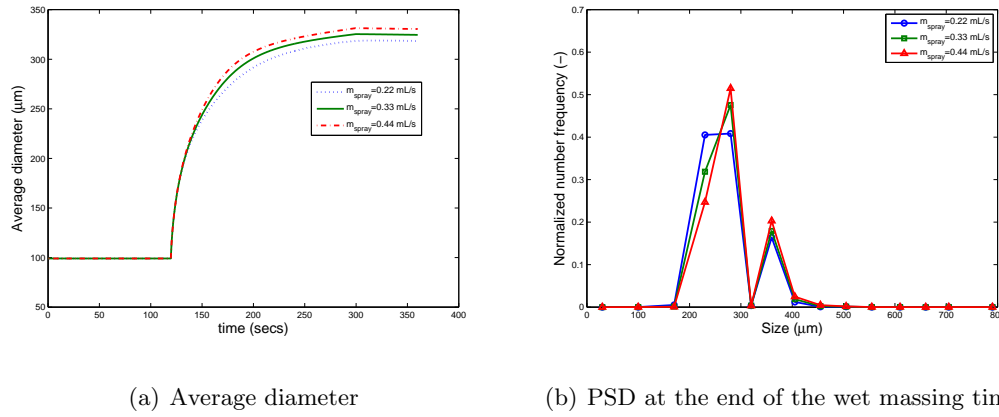 350
300
250
200
150
100
50
0 50 100 150 200 250 300 350 400
Average diameter (μm)
time (secs)
m_spray=0.22 mL/s
m_spray=0.33 mL/s
m_spray=0.44 mL/s
(a) Average diameter
0.7
0.6
0.5
0.4
0.3
0.2
0.1
0
0 100 200 300 400 500 600 700 800
Normalized number frequency (−)
Size (μm)
m_spray=0.22 mL/s
m_spray=0.33 mL/s
m_spray=0.44 mL/s
(b) PSD at the end of the wet massing